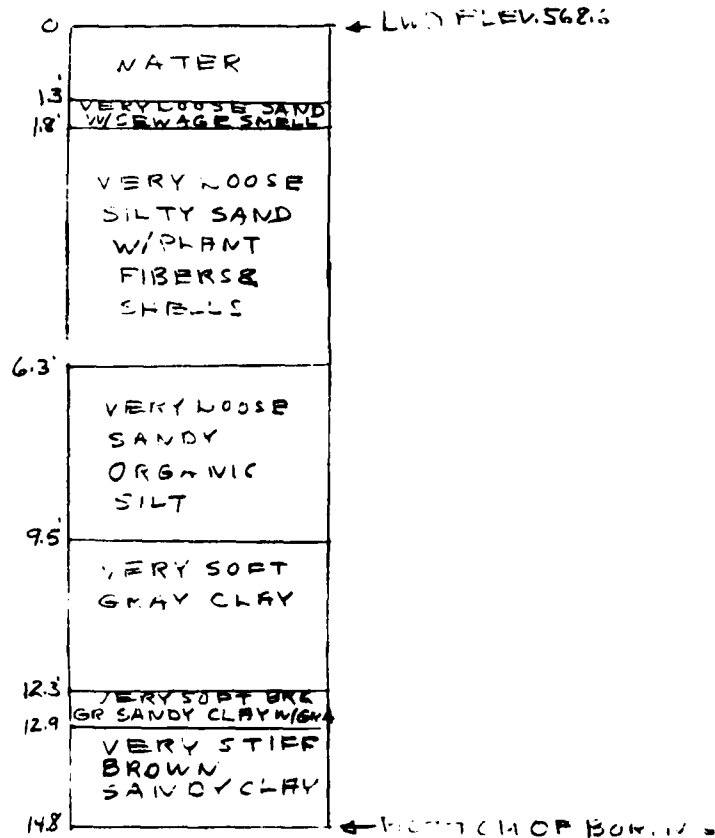 0
← LWD ELEV. 568.6
WATER
1.3'
VERY LOOSE SAND
W/SEWAGE SMELL
1.8'
VERY LOOSE
SILTY SAND
W/PLANT
FIBERS &
SHELLS
6.3'
VERY LOOSE
SANDY
ORGANIC
SILT
9.5'
VERY SOFT
GRAY CLAY
12.3'
VERY SOFT
GR SANDY CLAY W/
12.9
VERY STIFF
BROWN
SANDY CLAY
14.8'
← BOTTOM OF BORING